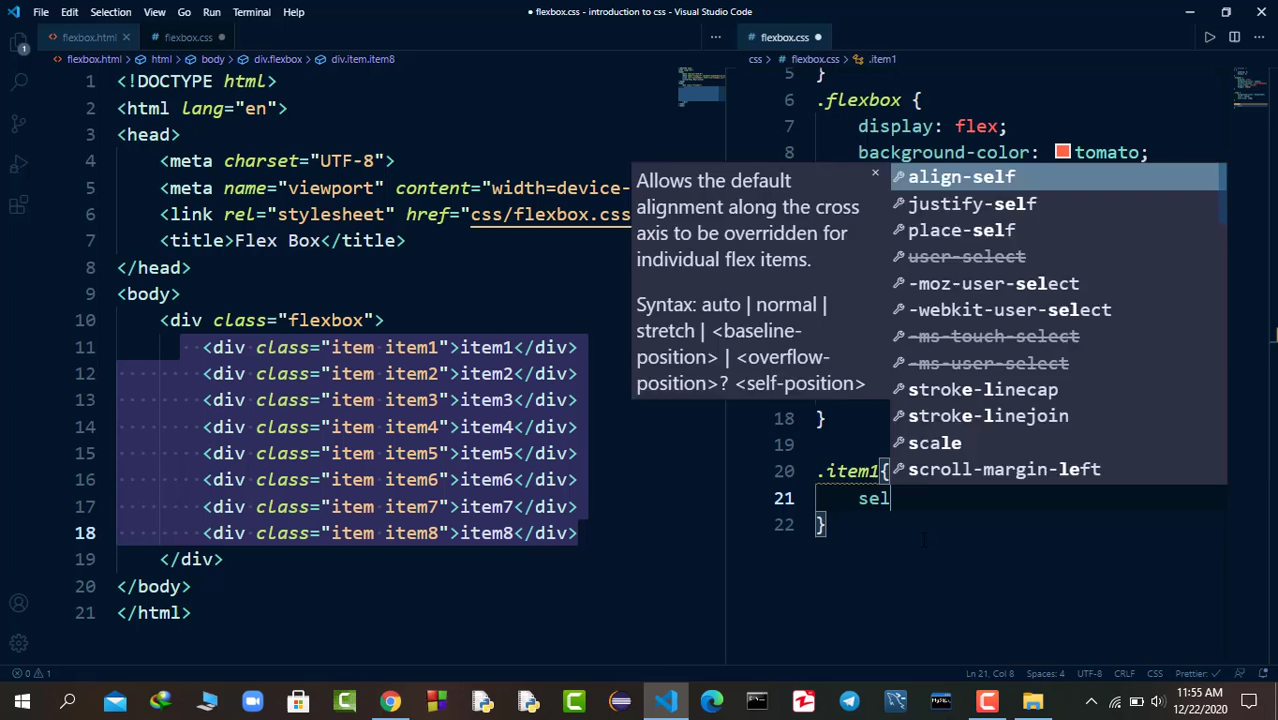 File Edit Selection View Go Run Terminal Help
● flexbox.css - introduction to css - Visual Studio Code
flexbox.html × flexbox.css ●
flexbox.html > html > body > div.flexbox > div.item.item8
1 <!DOCTYPE html>
2 <html lang="en">
3 <head>
4 <meta charset="UTF-8">
5 <meta name="viewport" content="width=device-
6 <link rel="stylesheet" href="css/flexbox.css
7 <title>Flex Box</title>
8 </head>
9 <body>
10 <div class="flexbox">
11 <div class="item item1">item1</div>
12 <div class="item item2">item2</div>
13 <div class="item item3">item3</div>
14 <div class="item item4">item4</div>
15 <div class="item item5">item5</div>
16 <div class="item item6">item6</div>
17 <div class="item item7">item7</div>
18 <div class="item item8">item8</div>
19 </div>
20 </body>
21 </html>
flexbox.css ●
css > flexbox.css > .item1
5 }
6 .flexbox {
7 display: flex;
8 background-color: tomato;
Allows the default
alignment along the cross
axis to be overridden for
individual flex items.
Syntax: auto | normal |
stretch | <baseline-
position> | <overflow-
position>? <self-position>
align-self
justify-self
place-self
user-select
-moz-user-select
-webkit-user-select
-ms-touch-select
-ms-user-select
stroke-linecap
stroke-linejoin
scale
scroll-margin-left
18 }
19
20 .item1{
21 sel
22 }
0 1
Ln 21, Col 8 Spaces: 4 UTF-8 CRLF CSS Prettier: ✓
11:55 AM
12/22/2020